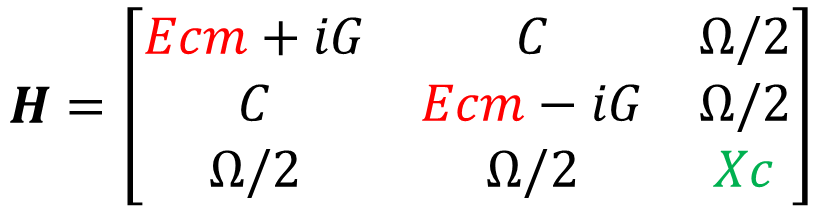 Ecm + iG C Ω/2
H = C Ecm − iG Ω/2
Ω/2 Ω/2 Xc